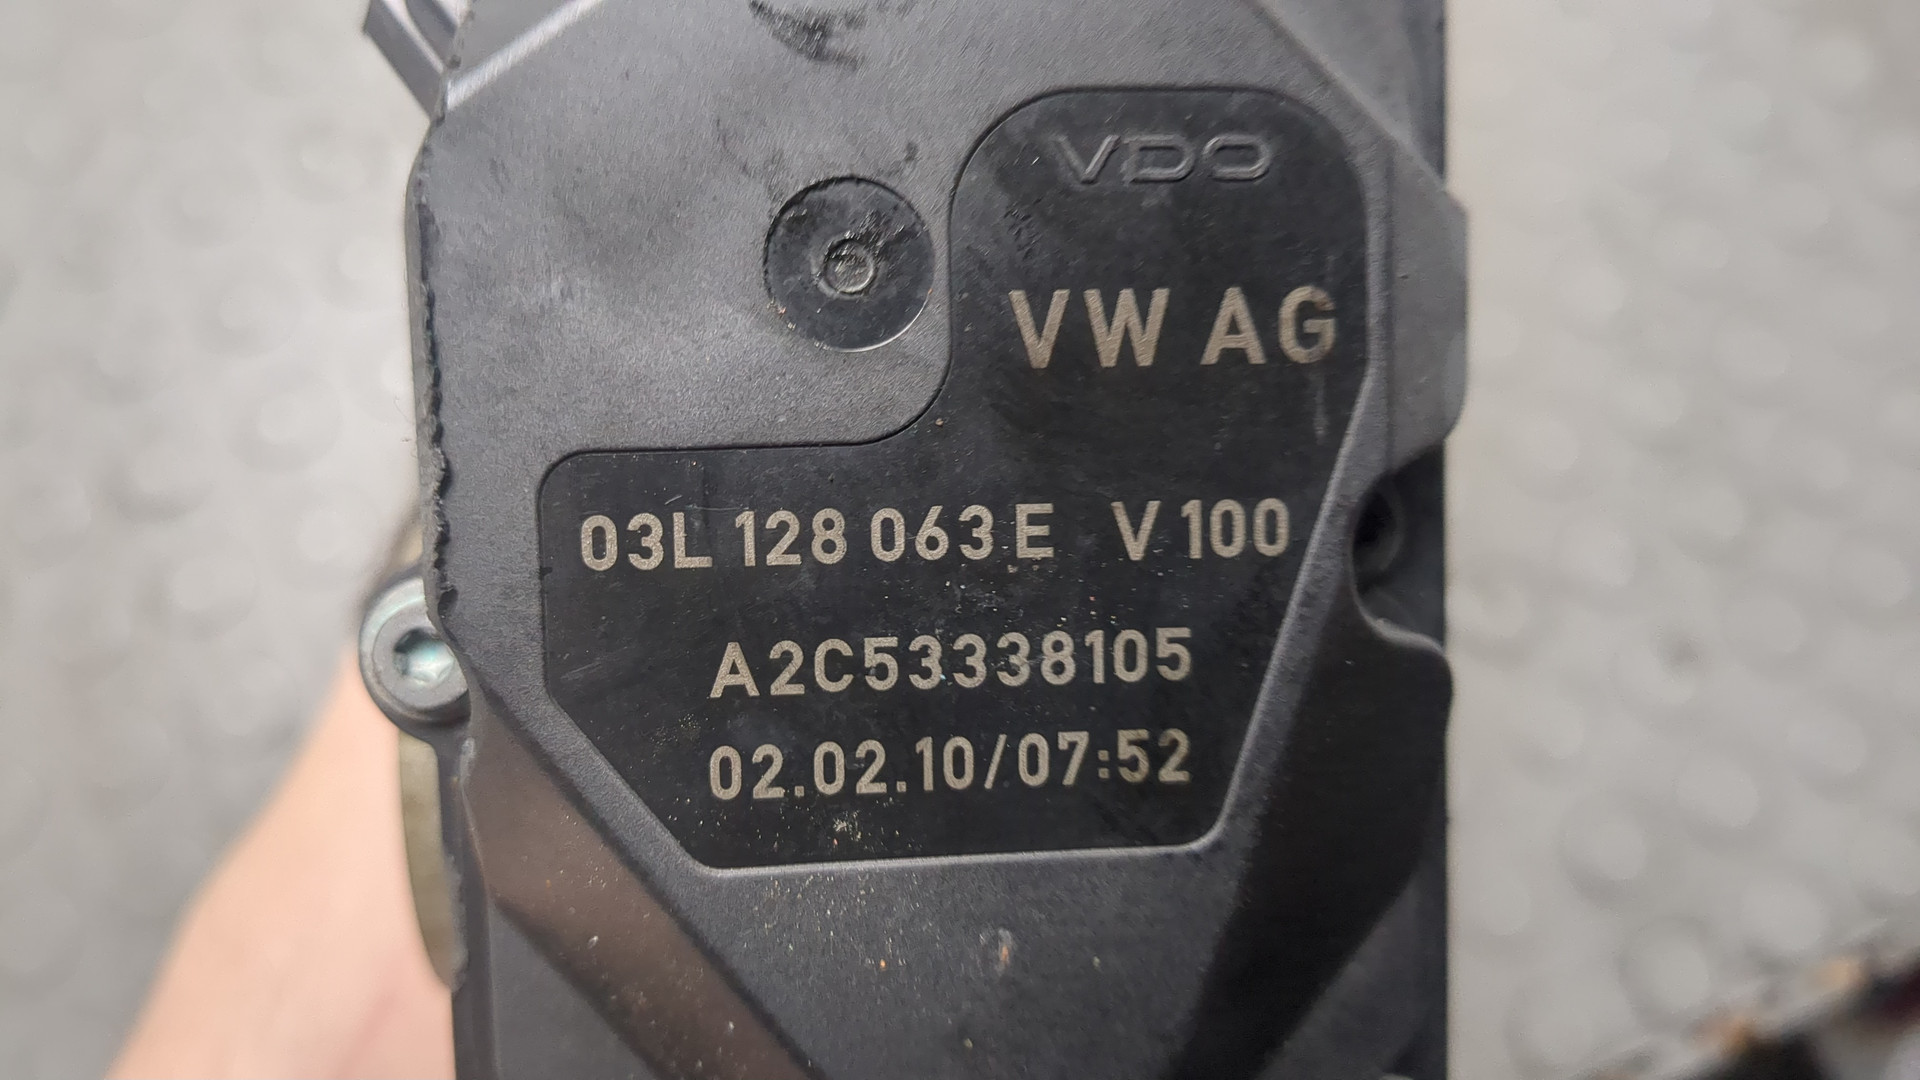 VDO
VW AG
03L 128 063 E V 100
A2C53338105
02.02.10/07:52